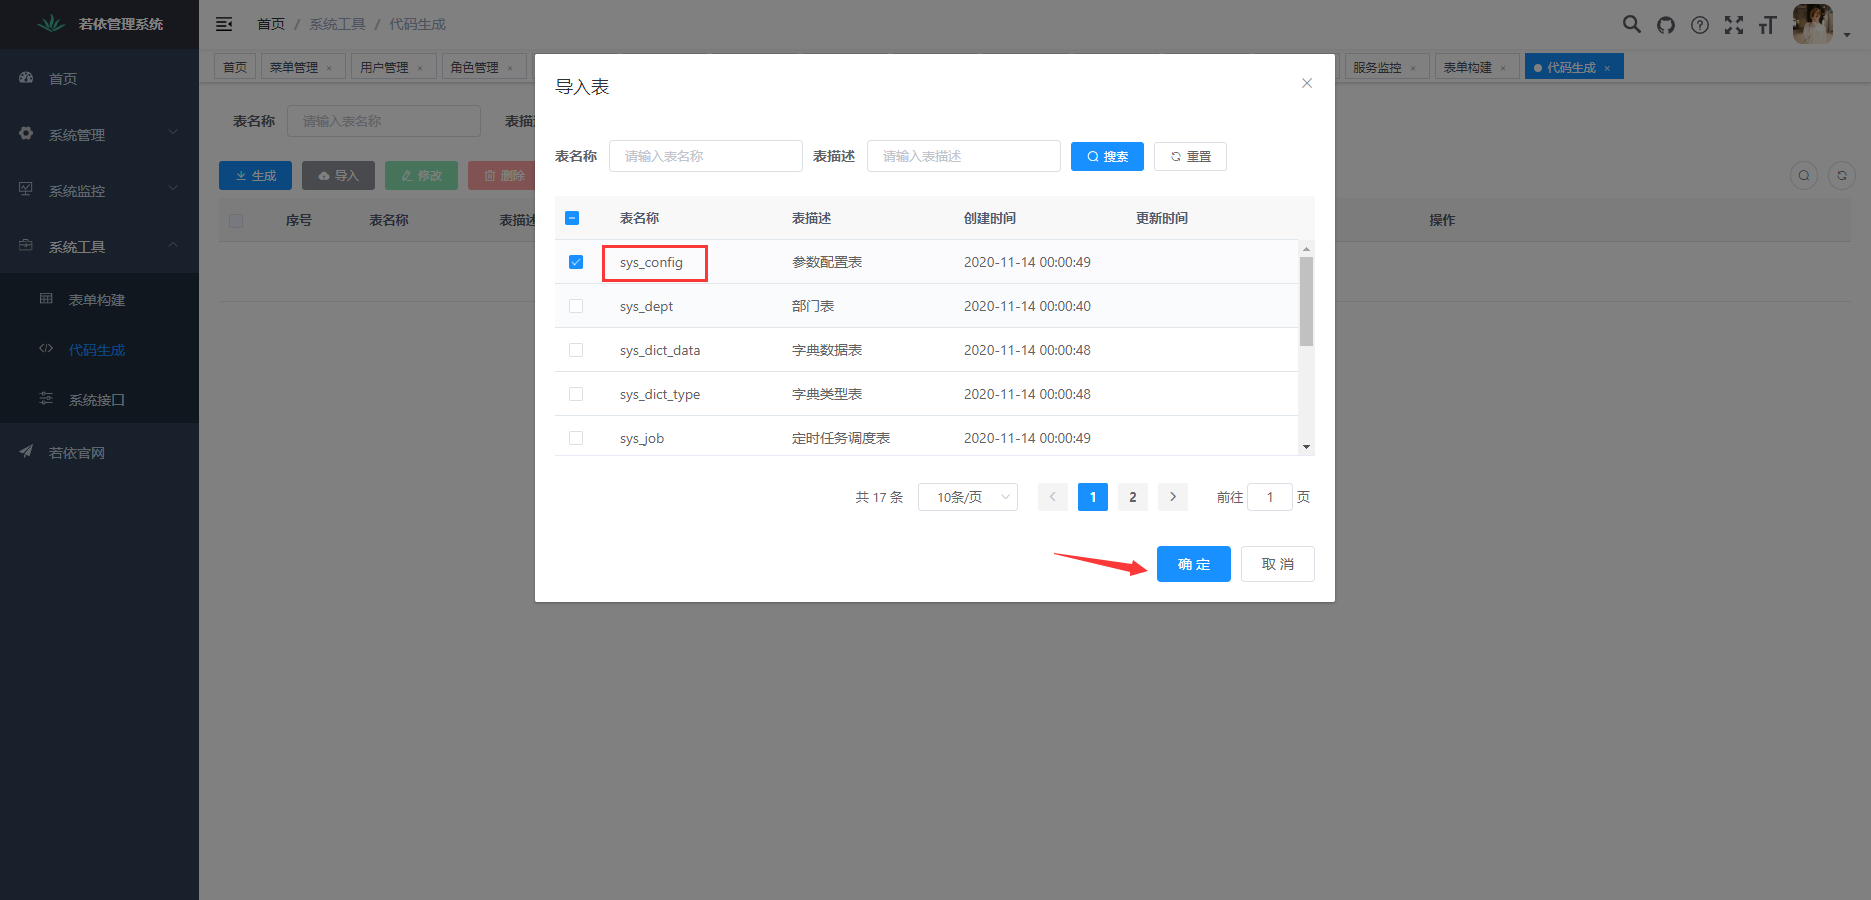 若依管理系统
首页 / 系统工具 / 代码生成
首页
菜单管理 ×
用户管理 ×
角色管理 ×
服务监控 ×
表单构建 ×
代码生成 ×
首页
系统管理
系统监控
系统工具
表单构建
代码生成
系统接口
若依官网
表名称 请输入表名称 表描
生成 导入 修改 删除
序号 表名称 表描述 操作
导入表
表名称 请输入表名称 表描述 请输入表描述 搜索 重置
表名称 表描述 创建时间 更新时间
sys_config 参数配置表 2020-11-14 00:00:49
sys_dept 部门表 2020-11-14 00:00:40
sys_dict_data 字典数据表 2020-11-14 00:00:48
sys_dict_type 字典类型表 2020-11-14 00:00:48
sys_job 定时任务调度表 2020-11-14 00:00:49
共 17 条 10条/页 1 2 前往 1 页
确 定 取 消